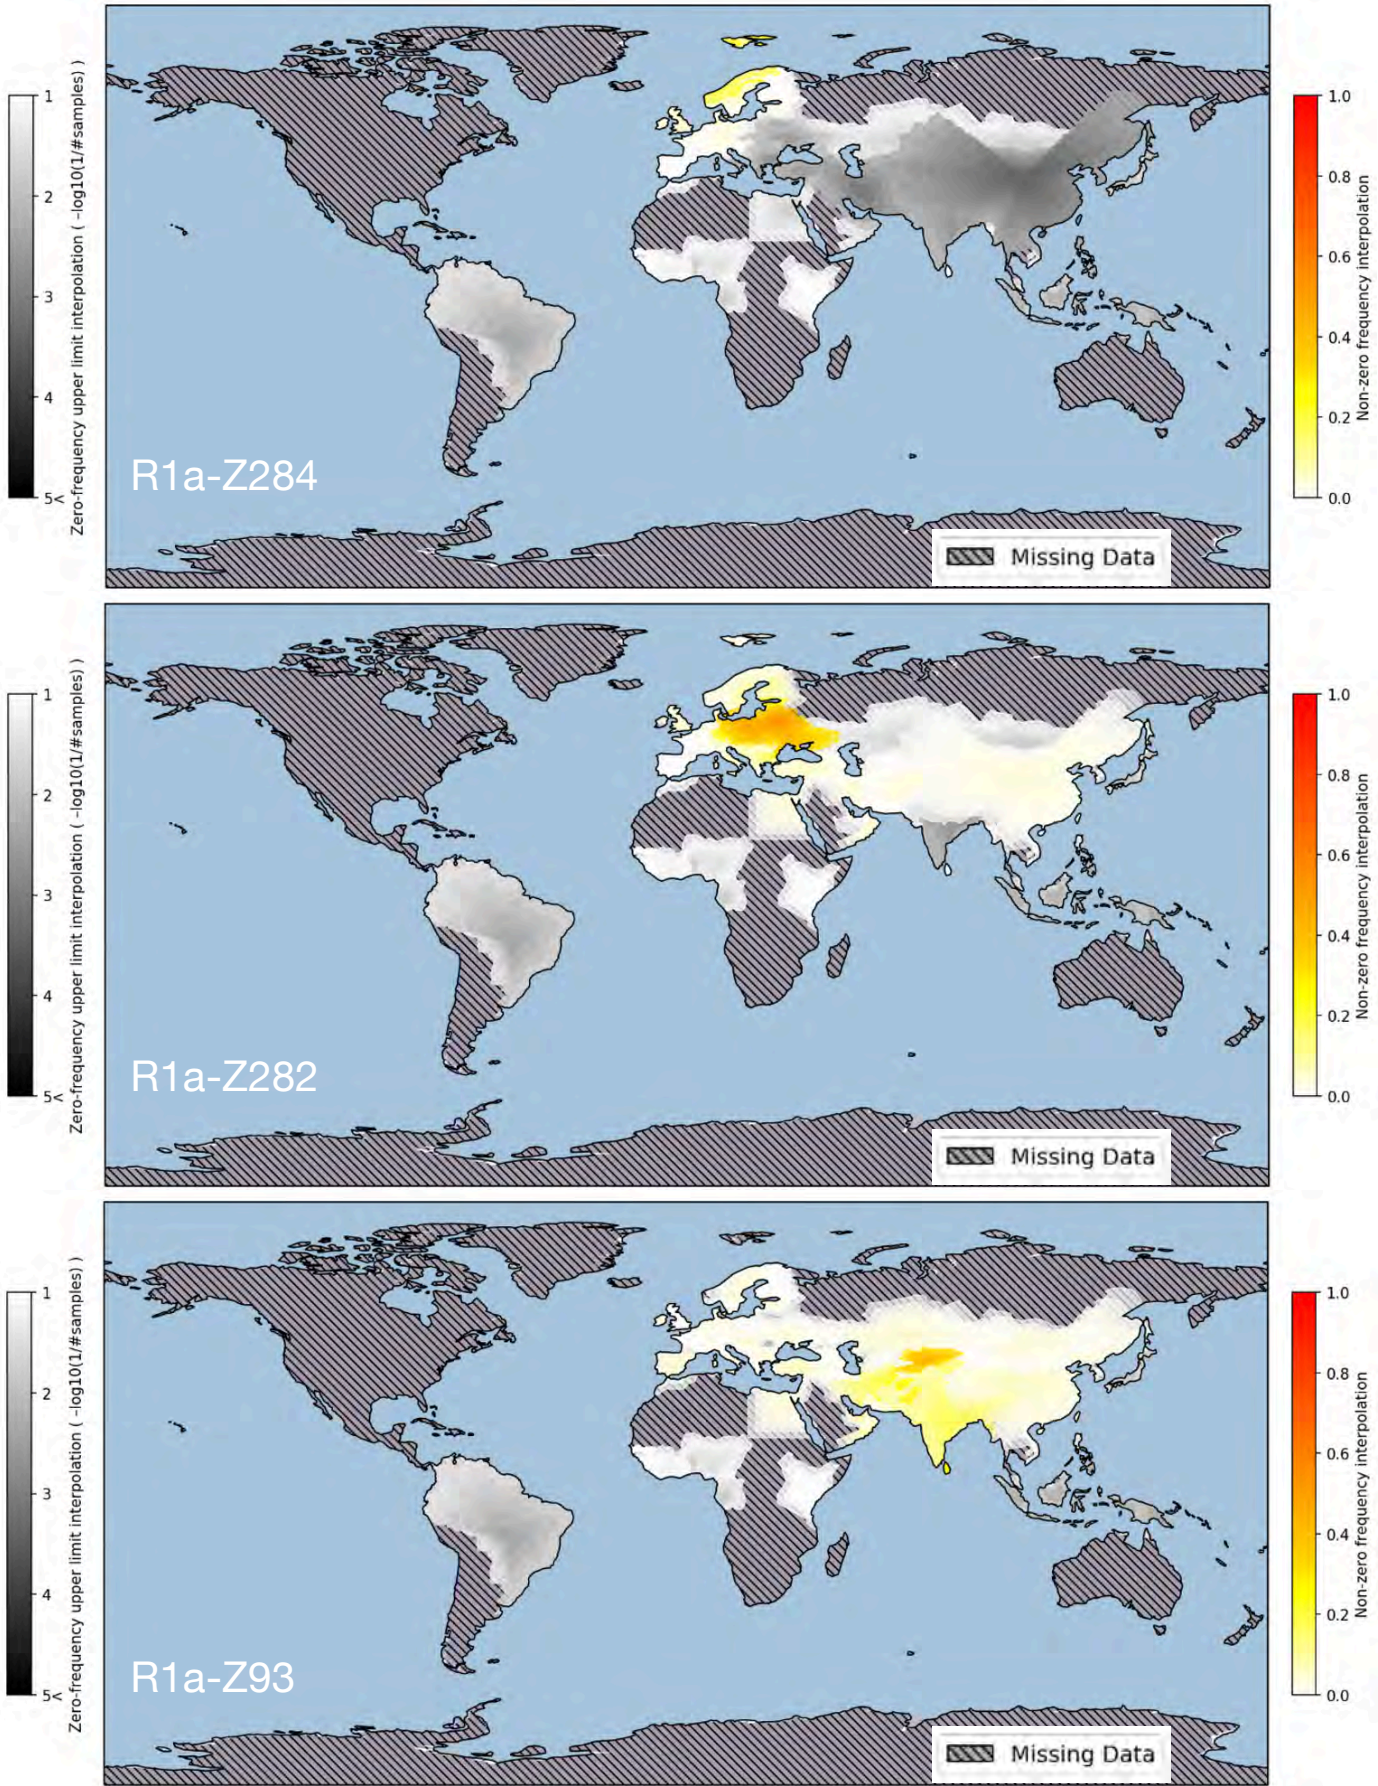 1
2
3
4
5<
Zero-frequency upper limit interpolation ( -log10(1/#samples) )
R1a-Z284
Missing Data
1.0
0.8
0.6
0.4
0.2
0.0
Non-zero frequency interpolation
1
2
3
4
5<
Zero-frequency upper limit interpolation ( -log10(1/#samples) )
R1a-Z282
Missing Data
1.0
0.8
0.6
0.4
0.2
0.0
Non-zero frequency interpolation
1
2
3
4
5<
Zero-frequency upper limit interpolation ( -log10(1/#samples) )
R1a-Z93
Missing Data
1.0
0.8
0.6
0.4
0.2
0.0
Non-zero frequency interpolation